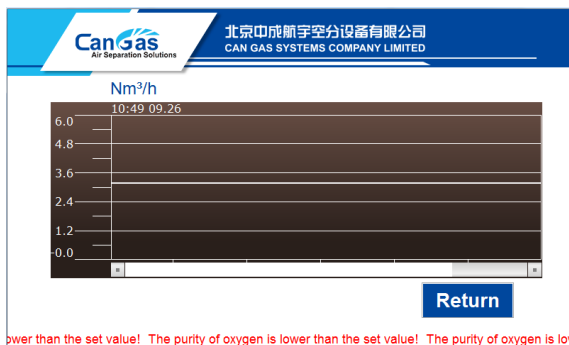 CanGas
Air Separation Solutions
北京中成航宇空分设备有限公司
CAN GAS SYSTEMS COMPANY LIMITED
Nm³/h
10:49 09.26
6.0
4.8
3.6
2.4
1.2
0.0
Return
ower than the set value! The purity of oxygen is lower than the set value! The purity of oxygen is lo